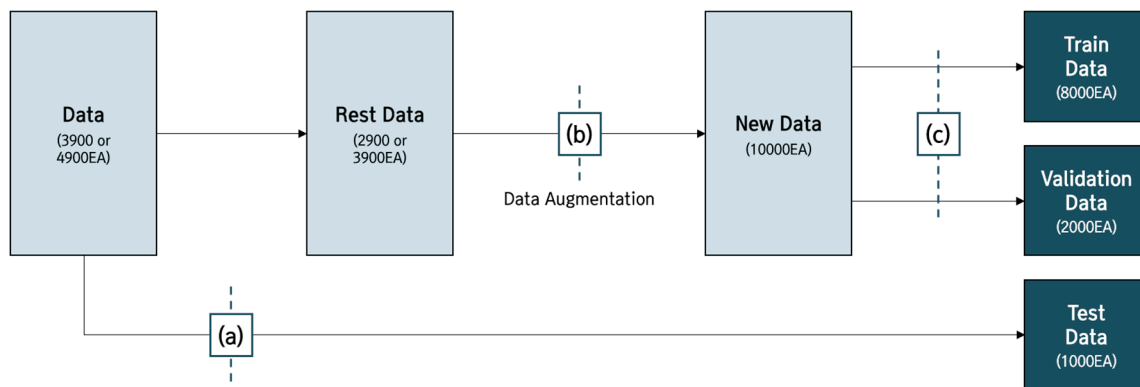 Data
(3900 or
4900EA)
Rest Data
(2900 or
3900EA)
(b)
Data Augmentation
New Data
(10000EA)
(c)
Train
Data
(8000EA)
Validation
Data
(2000EA)
(a)
Test
Data
(1000EA)